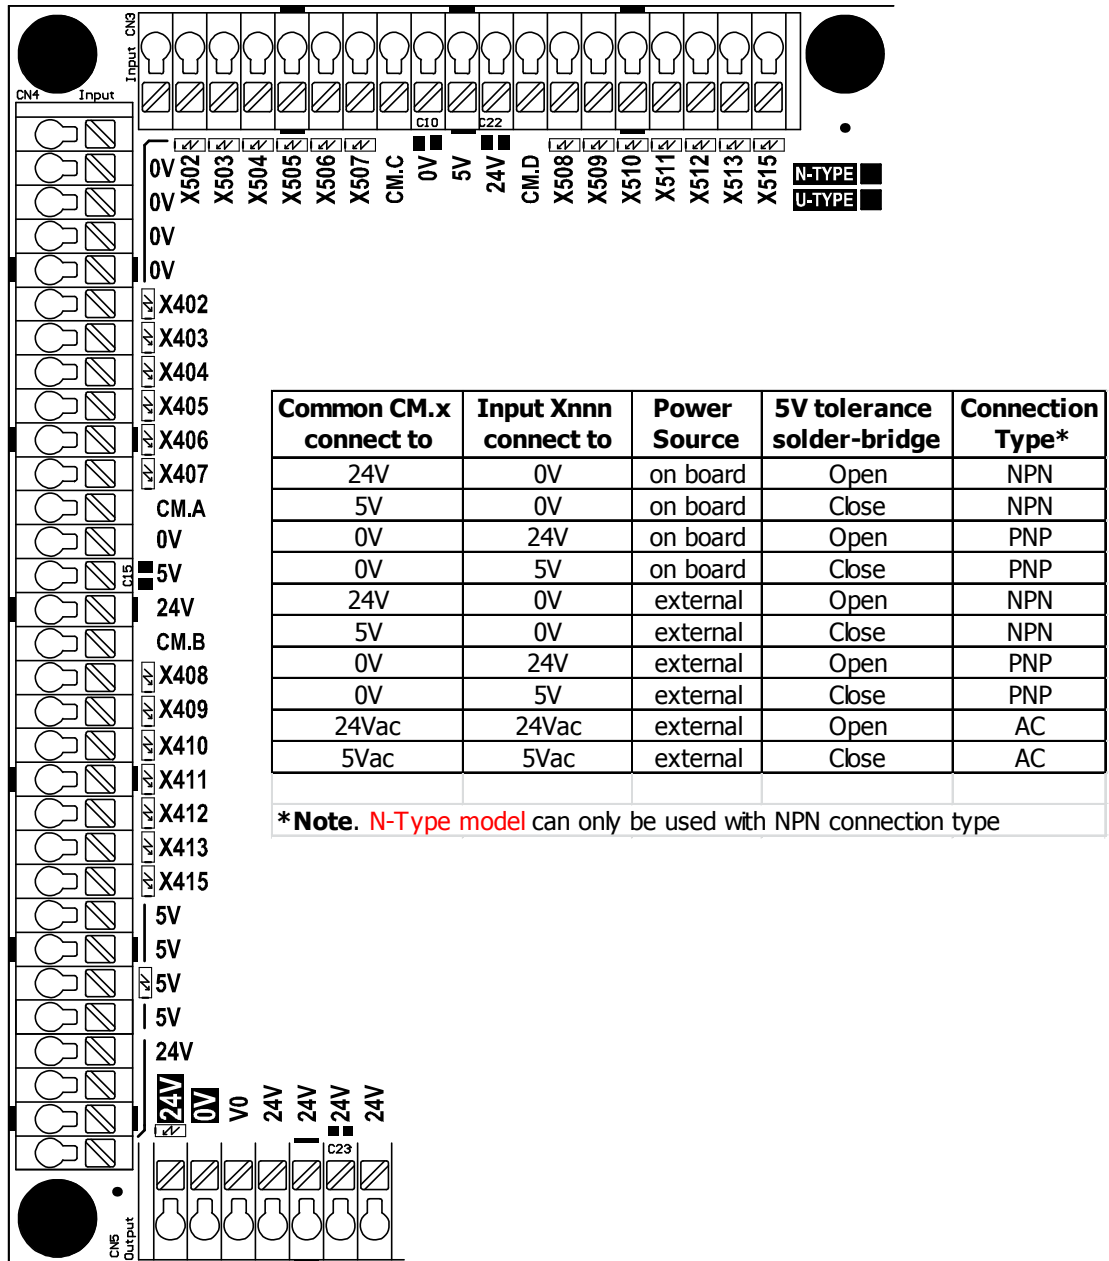 Input CN3
CN4 Input
C10 C22
X502 X503 X504 X505 X506 X507 CM.C 0V 5V 24V CM.D X508 X509 X510 X511 X512 X513 X515
N-TYPE
U-TYPE
0V
0V
0V
0V
X402
X403
X404
X405
X406
X407
CM.A
0V
C15 5V
24V
CM.B
X408
X409
X410
X411
X412
X413
X415
5V
5V
5V
5V
24V
24V 0V V0 24V 24V 24V 24V
C23
CN5 Output
Common CM.x connect to Input Xnnn connect to Power Source 5V tolerance solder-bridge Connection Type*
24V 0V on board Open NPN
5V 0V on board Close NPN
0V 24V on board Open PNP
0V 5V on board Close PNP
24V 0V external Open NPN
5V 0V external Close NPN
0V 24V external Open PNP
0V 5V external Close PNP
24Vac 24Vac external Open AC
5Vac 5Vac external Close AC
*Note. N-Type model can only be used with NPN connection type